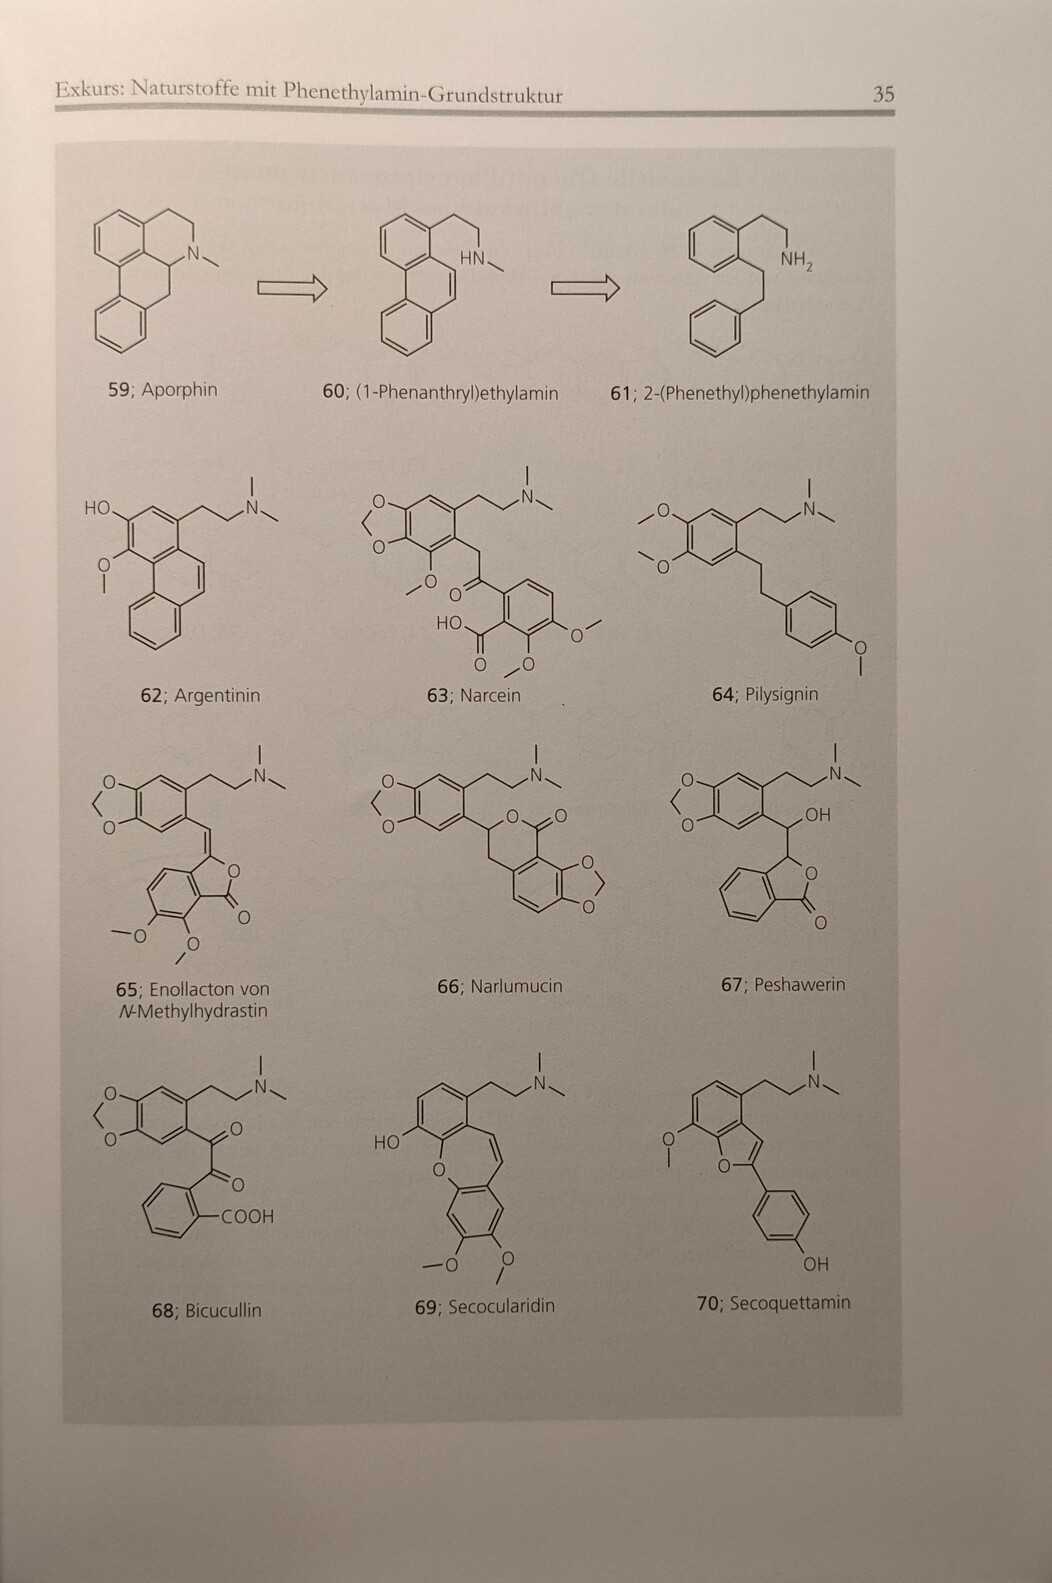 Exkurs: Naturstoffe mit Phenethylamin-Grundstruktur 35
N HN NH2
59; Aporphin 60; (1-Phenanthryl)ethylamin 61; 2-(Phenethyl)phenethylamin
HO N O
O O O N O
O N O
O HO O O O O
62; Argentinin 63; Narcein 64; Pilysignin
O O N O O O
O O O N O O
O O N OH O O
65; Enollacton von
N-Methylhydrastin
66; Narlumucin 67; Peshawerin
O O N O O COOH
N HO O O O
N O O OH
68; Bicucullin 69; Secocularidin 70; Secoquettamin